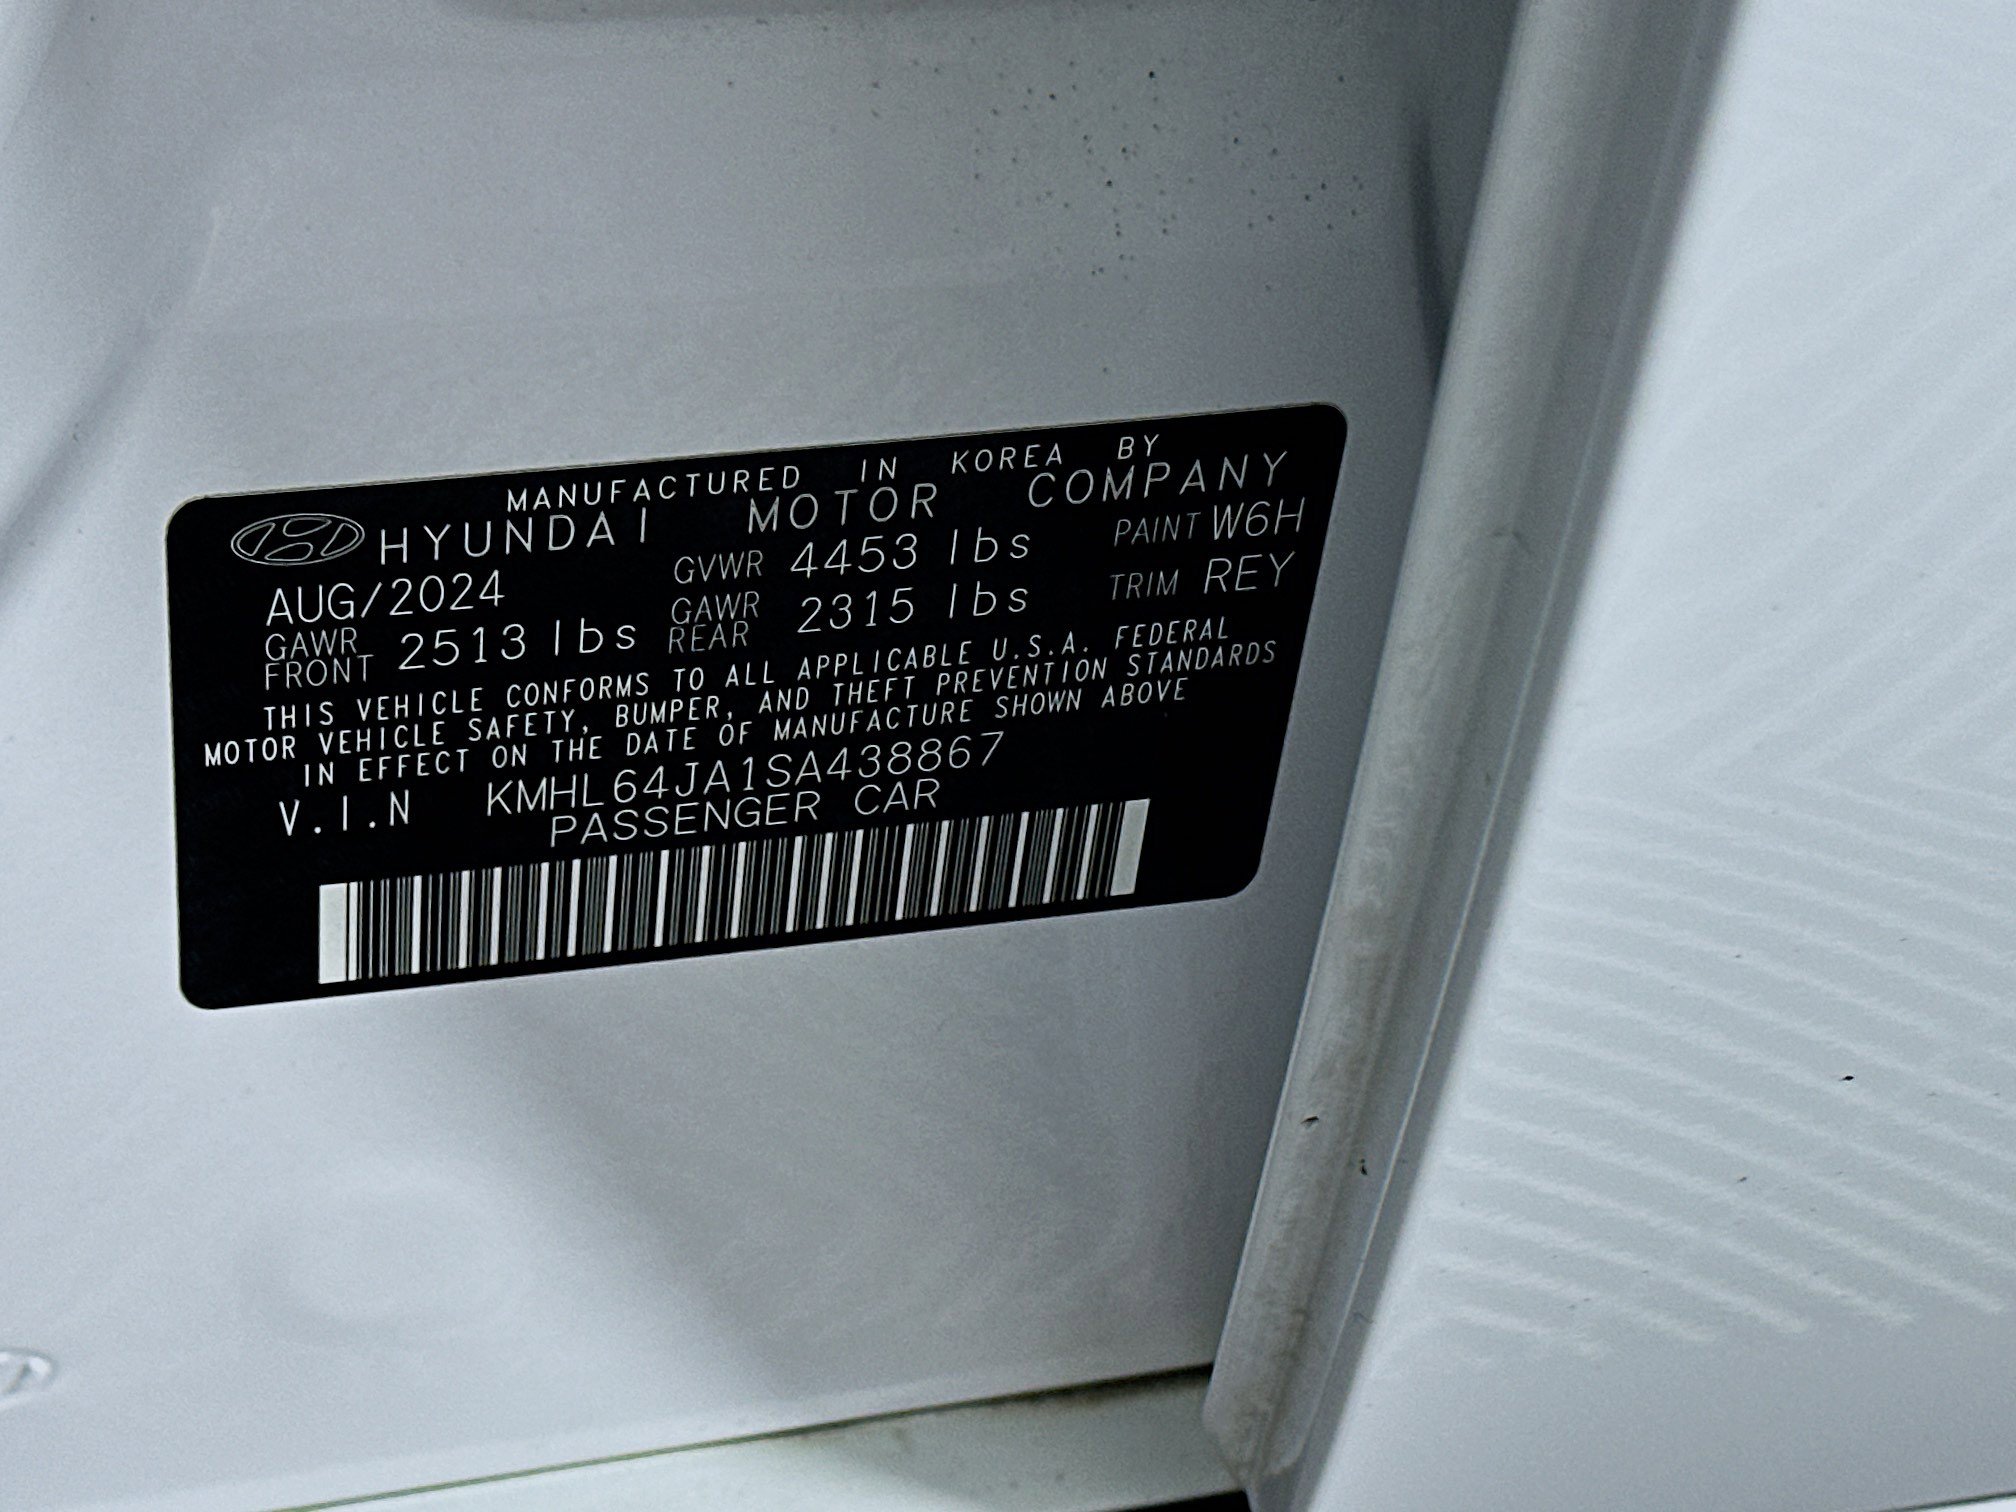 MANUFACTURED IN KOREA BY
HYUNDAI MOTOR COMPANY
AUG/2024 GVWR 4453 lbs PAINT W6H
GAWR FRONT 2513 lbs GAWR REAR 2315 lbs TRIM REY
THIS VEHICLE CONFORMS TO ALL APPLICABLE U.S.A. FEDERAL
MOTOR VEHICLE SAFETY, BUMPER, AND THEFT PREVENTION STANDARDS
IN EFFECT ON THE DATE OF MANUFACTURE SHOWN ABOVE
V.I.N KMHL64JA1SA438867
PASSENGER CAR